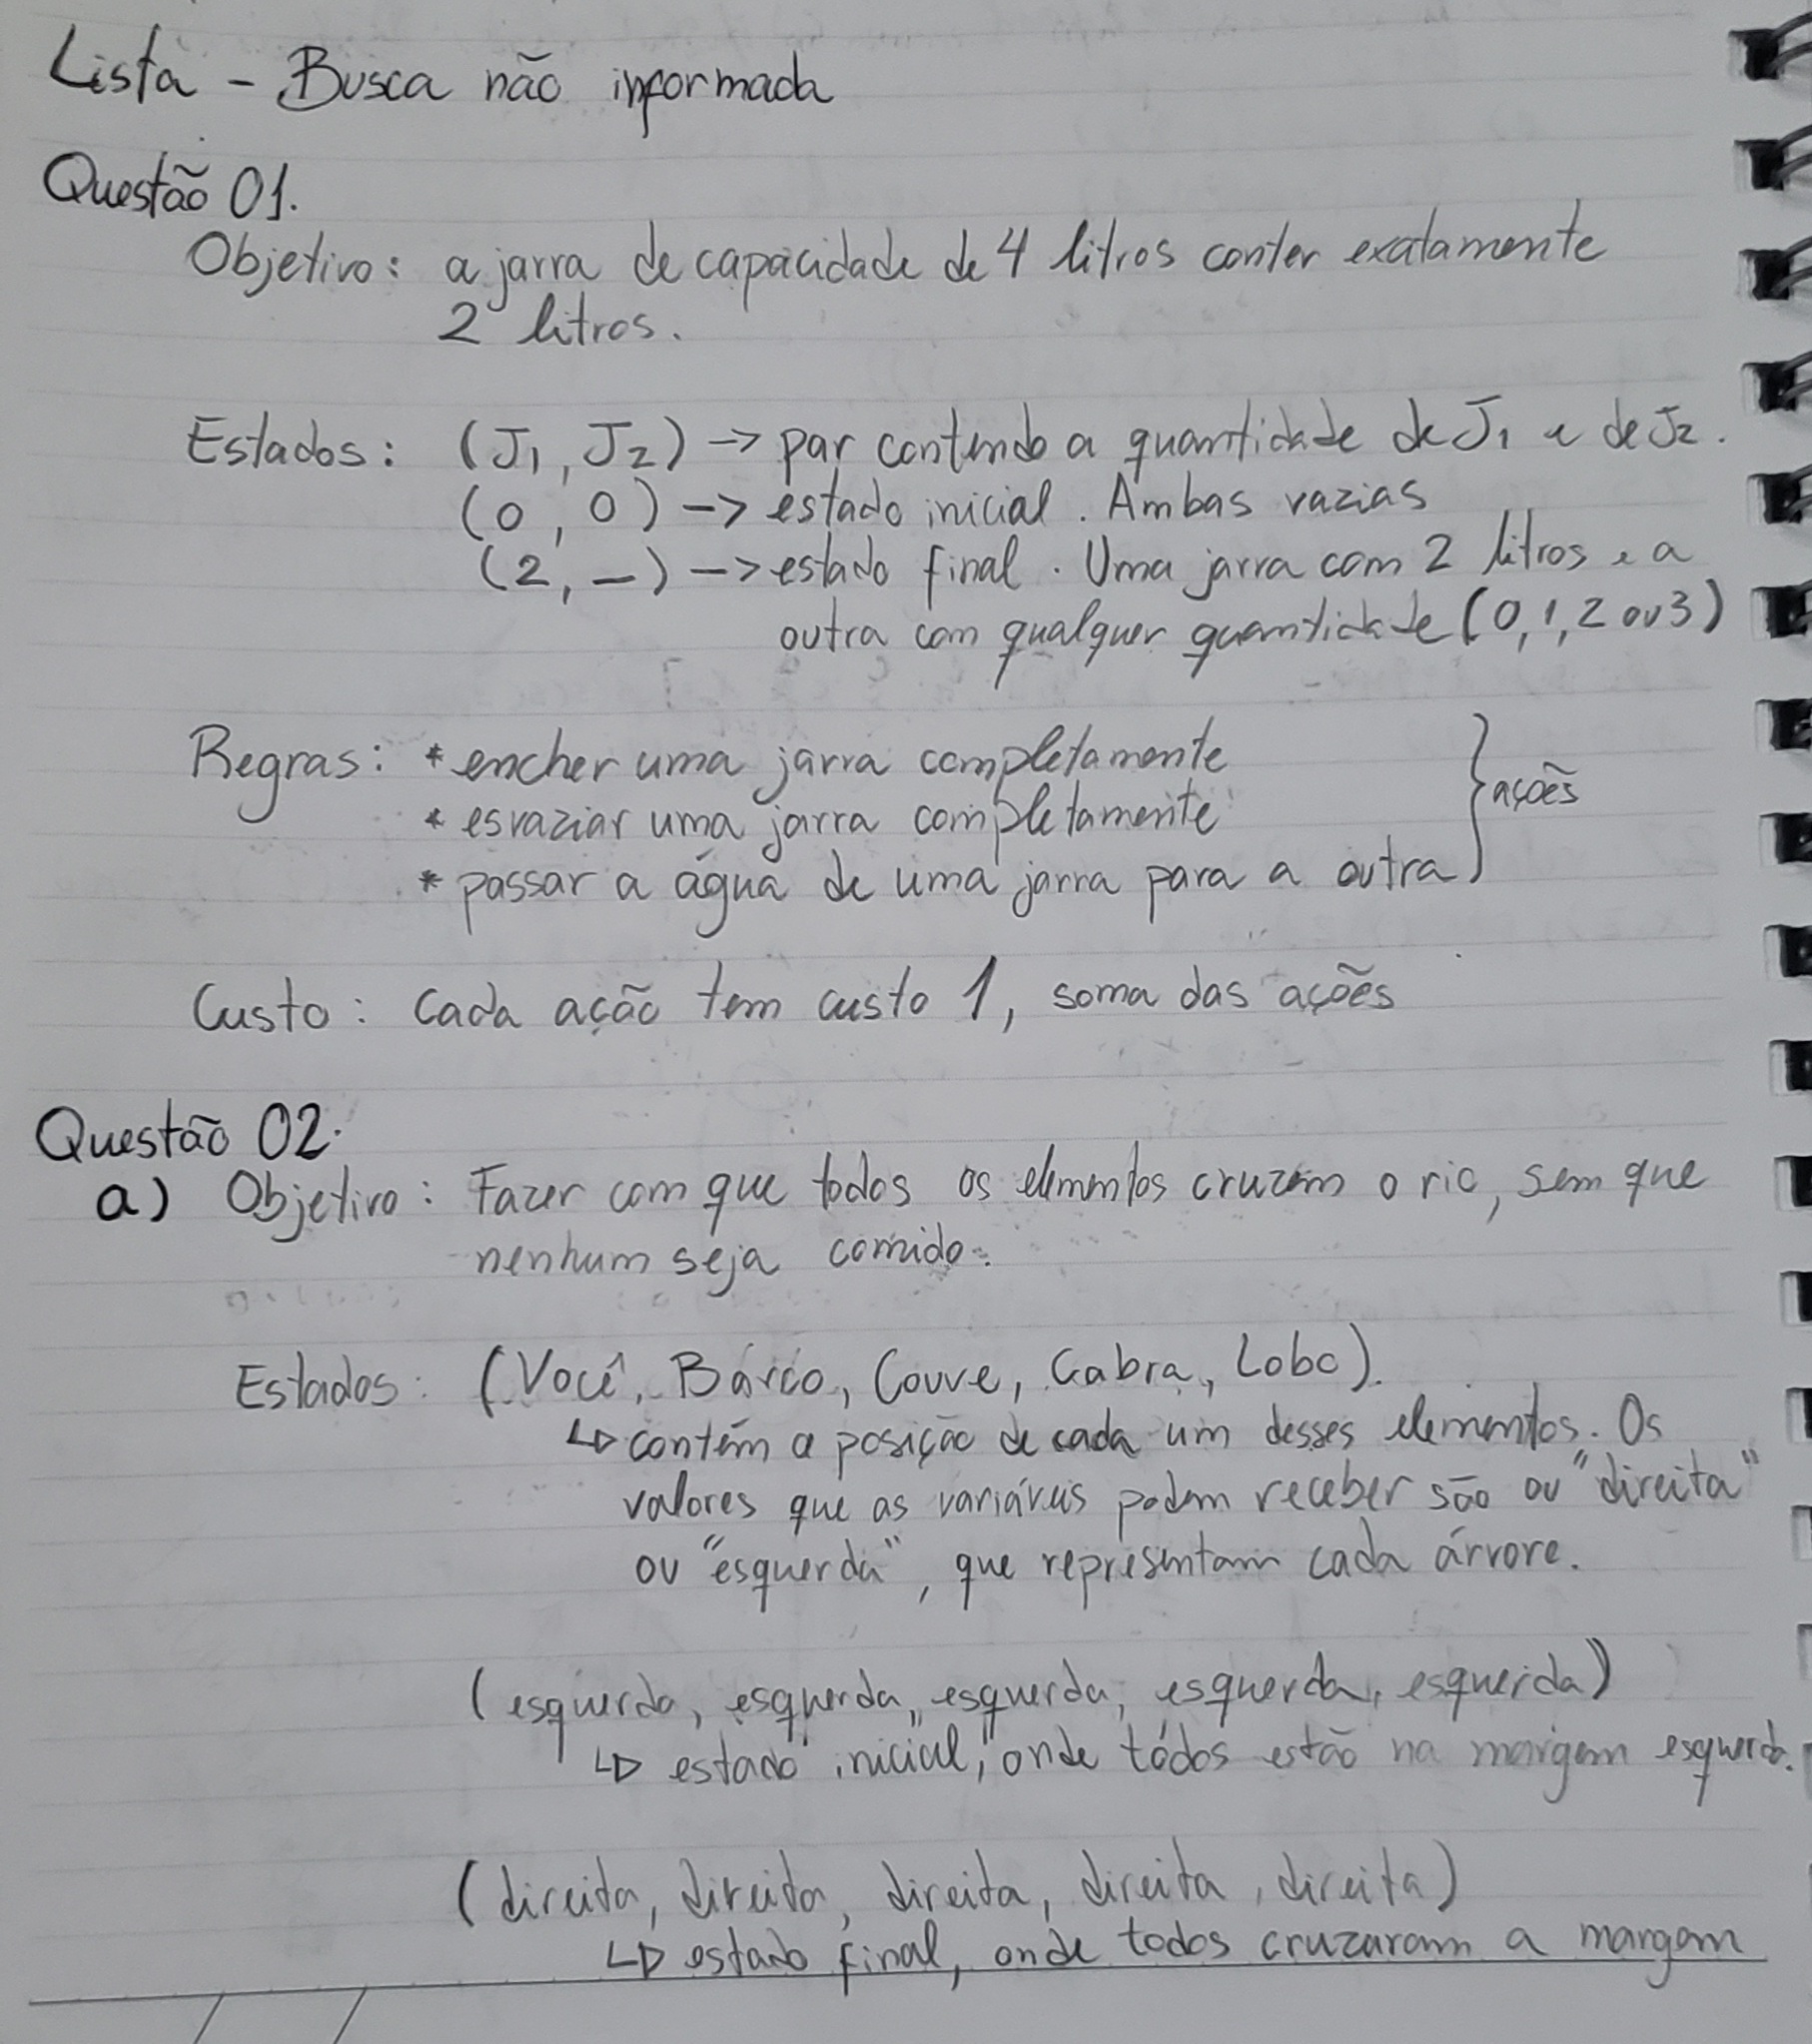 Lista - Busca não informada
Questão 01.
Objetivo: a jarra de capacidade de 4 litros conter exatamente
2 litros.
Estados: (J1, J2) -> par contendo a quantidade de J1 e de J2.
(0, 0) -> estado inicial. Ambas vazias
(2, -) -> estado final. Uma jarra com 2 litros e a
outra com qualquer quantidade (0, 1, 2 ou 3)
Regras: * encher uma jarra completamente
* esvaziar uma jarra completamente
* passar a água de uma jarra para a outra
} ações
Custo: Cada ação tem custo 1, soma das ações
Questão 02.
a) Objetivo: Fazer com que todos os elementos cruzem o rio, sem que
nenhum seja comido.
Estados: (Você, Barco, Couve, Cabra, Lobo).
↳ contém a posição de cada um desses elementos. Os
valores que as variáveis podem receber são ou "direita"
ou "esquerda", que representam cada árvore.
(esquerda, esquerda, esquerda, esquerda, esquerda)
↳ estado inicial, onde todos estão na margem esquerda.
(direita, direita, direita, direita, direita)
↳ estado final, onde todos cruzaram a margem